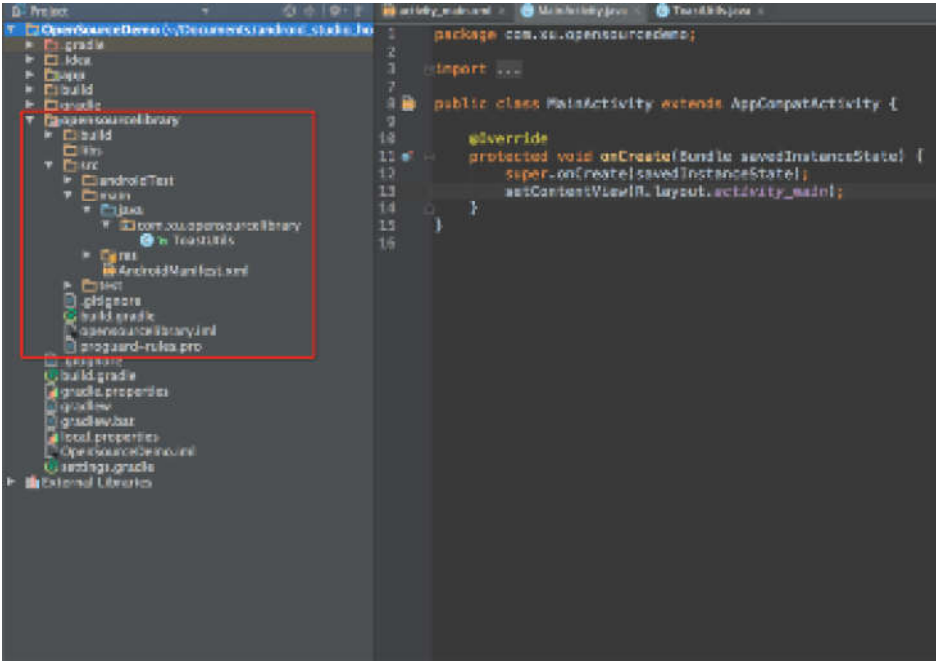 Project
OpenSourceDemo (~/Documents/android_studio_ho
.gradle
.idea
app
build
gradle
opensourcelibrary
build
libs
src
androidTest
main
java
com.xu.opensourcelibrary
ToastUtils
res
AndroidManifest.xml
test
.gitignore
build.gradle
opensourcelibrary.iml
proguard-rules.pro
.gitignore
build.gradle
gradle.properties
gradlew
gradlew.bat
local.properties
OpenSourceDemo.iml
settings.gradle
External Libraries
activity_main.xml × MainActivity.java × ToastUtils.java ×
1 package com.xu.opensourcedemo;
2
3 import ...
7
8 public class MainActivity extends AppCompatActivity {
9
10 @Override
11 protected void onCreate(Bundle savedInstanceState) {
12 super.onCreate(savedInstanceState);
13 setContentView(R.layout.activity_main);
14 }
15 }
16